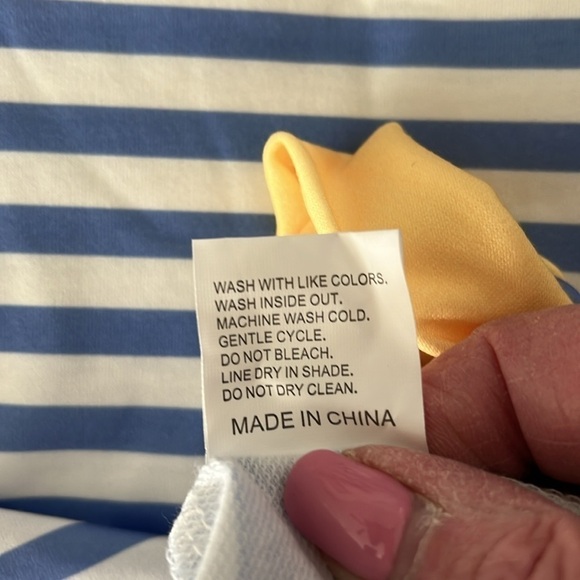 WASH WITH LIKE COLORS.
WASH INSIDE OUT.
MACHINE WASH COLD.
GENTLE CYCLE.
DO NOT BLEACH.
LINE DRY IN SHADE.
DO NOT DRY CLEAN.
MADE IN CHINA